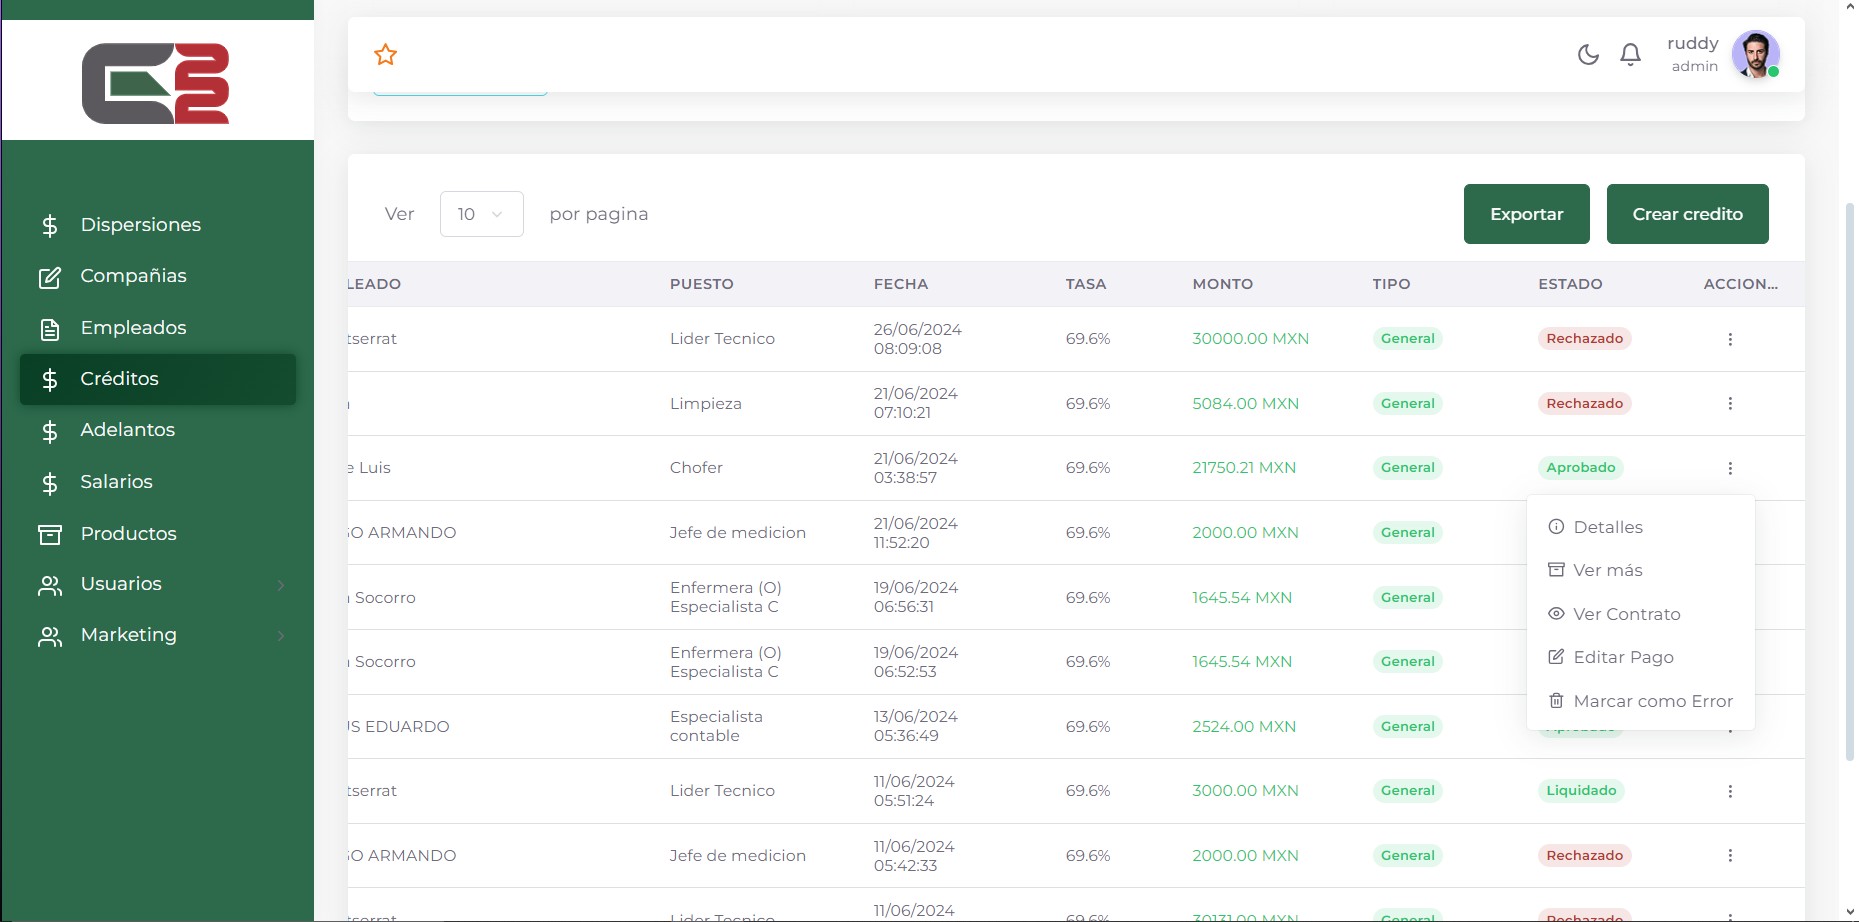 ruddy
admin
Dispersiones
Compañias
Empleados
Créditos
Adelantos
Salarios
Productos
Usuarios
Marketing
Ver 10 por pagina
Exportar Crear credito
LEADO PUESTO FECHA TASA MONTO TIPO ESTADO ACCION...
tserrat Lider Tecnico 26/06/2024 08:09:08 69.6% 30000.00 MXN General Rechazado
Limpieza 21/06/2024 07:10:21 69.6% 5084.00 MXN General Rechazado
e Luis Chofer 21/06/2024 03:38:57 69.6% 21750.21 MXN General Aprobado
GO ARMANDO Jefe de medicion 21/06/2024 11:52:20 69.6% 2000.00 MXN General
Socorro Enfermera (O) Especialista C 19/06/2024 06:56:31 69.6% 1645.54 MXN General
Socorro Enfermera (O) Especialista C 19/06/2024 06:52:53 69.6% 1645.54 MXN General
US EDUARDO Especialista contable 13/06/2024 05:36:49 69.6% 2524.00 MXN General Aprobado
tserrat Lider Tecnico 11/06/2024 05:51:24 69.6% 3000.00 MXN General Liquidado
GO ARMANDO Jefe de medicion 11/06/2024 05:42:33 69.6% 2000.00 MXN General Rechazado
tserrat Lider Tecnico 11/06/2024 69.6% 30131.00 MXN General Rechazado
Detalles
Ver más
Ver Contrato
Editar Pago
Marcar como Error